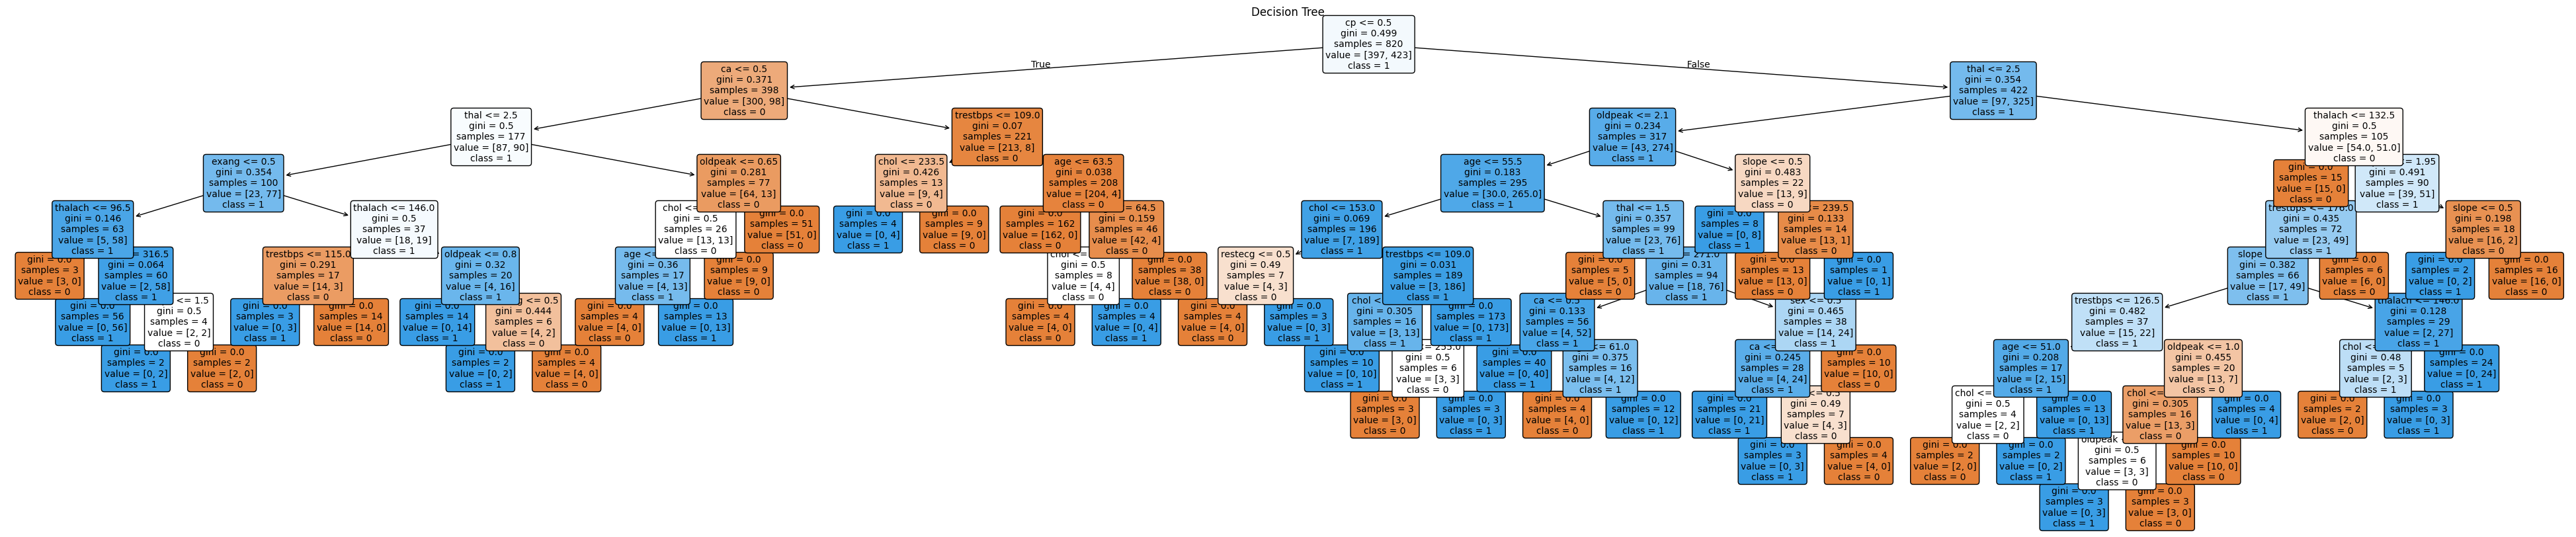 Decision Tree
cp <= 0.5
gini = 0.499
samples = 820
value = [397, 423]
class = 1
True
False
ca <= 0.5
gini = 0.371
samples = 398
value = [300, 98]
class = 0
thal <= 2.5
gini = 0.354
samples = 422
value = [97, 325]
class = 1
thal <= 2.5
gini = 0.5
samples = 177
value = [87, 90]
class = 1
trestbps <= 109.0
gini = 0.07
samples = 221
value = [213, 8]
class = 0
oldpeak <= 2.1
gini = 0.234
samples = 317
value = [43, 274]
class = 1
thalach <= 132.5
gini = 0.5
samples = 105
value = [54.0, 51.0]
class = 0
exang <= 0.5
gini = 0.354
samples = 100
value = [23, 77]
class = 1
oldpeak <= 0.65
gini = 0.281
samples = 77
value = [64, 13]
class = 0
chol <= 233.5
gini = 0.426
samples = 13
value = [9, 4]
class = 0
age <= 63.5
gini = 0.038
samples = 208
value = [204, 4]
class = 0
age <= 55.5
gini = 0.183
samples = 295
value = [30.0, 265.0]
class = 1
slope <= 0.5
gini = 0.483
samples = 22
value = [13, 9]
class = 0
gini = 0.0
samples = 15
value = [15, 0]
class = 0
<= 1.95
gini = 0.491
samples = 90
value = [39, 51]
class = 1
thalach <= 96.5
gini = 0.146
samples = 63
value = [5, 58]
class = 1
thalach <= 146.0
gini = 0.5
samples = 37
value = [18, 19]
class = 1
chol <=
gini = 0.5
samples = 26
value = [13, 13]
class = 0
gini = 0.0
samples = 51
value = [51, 0]
class = 0
gini = 0.0
samples = 4
value = [0, 4]
class = 1
gini = 0.0
samples = 9
value = [9, 0]
class = 0
gini = 0.0
samples = 162
value = [162, 0]
class = 0
<= 64.5
gini = 0.159
samples = 46
value = [42, 4]
class = 0
chol <= 153.0
gini = 0.069
samples = 196
value = [7, 189]
class = 1
thal <= 1.5
gini = 0.357
samples = 99
value = [23, 76]
class = 1
gini = 0.0
samples = 8
value = [0, 8]
class = 1
<= 239.5
gini = 0.133
samples = 14
value = [13, 1]
class = 0
trestbps <= 176.0
gini = 0.435
samples = 72
value = [23, 49]
class = 1
slope <= 0.5
gini = 0.198
samples = 18
value = [16, 2]
class = 0
gini = 0.0
samples = 3
value = [3, 0]
class = 0
<= 316.5
gini = 0.064
samples = 60
value = [2, 58]
class = 1
trestbps <= 115.0
gini = 0.291
samples = 17
value = [14, 3]
class = 0
oldpeak <= 0.8
gini = 0.32
samples = 20
value = [4, 16]
class = 1
age <=
gini = 0.36
samples = 17
value = [4, 13]
class = 1
gini = 0.0
samples = 9
value = [9, 0]
class = 0
chol <=
gini = 0.5
samples = 8
value = [4, 4]
class = 0
gini = 0.0
samples = 38
value = [38, 0]
class = 0
restecg <= 0.5
gini = 0.49
samples = 7
value = [4, 3]
class = 0
trestbps <= 109.0
gini = 0.031
samples = 189
value = [3, 186]
class = 1
gini = 0.0
samples = 5
value = [5, 0]
class = 0
271.0
gini = 0.31
samples = 94
value = [18, 76]
class = 1
gini = 0.0
samples = 13
value = [13, 0]
class = 0
gini = 0.0
samples = 1
value = [0, 1]
class = 1
slope
gini = 0.382
samples = 66
value = [17, 49]
class = 1
gini = 0.0
samples = 6
value = [6, 0]
class = 0
gini = 0.0
samples = 2
value = [0, 2]
class = 1
gini = 0.0
samples = 16
value = [16, 0]
class = 0
gini = 0.0
samples = 56
value = [0, 56]
class = 1
<= 1.5
gini = 0.5
samples = 4
value = [2, 2]
class = 0
gini = 0.0
samples = 3
value = [0, 3]
class = 1
gini = 0.0
samples = 14
value = [14, 0]
class = 0
gini = 0.0
samples = 14
value = [0, 14]
class = 1
<= 0.5
gini = 0.444
samples = 6
value = [4, 2]
class = 0
gini = 0.0
samples = 4
value = [4, 0]
class = 0
gini = 0.0
samples = 13
value = [0, 13]
class = 1
gini = 0.0
samples = 4
value = [4, 0]
class = 0
gini = 0.0
samples = 4
value = [0, 4]
class = 1
gini = 0.0
samples = 4
value = [4, 0]
class = 0
gini = 0.0
samples = 3
value = [0, 3]
class = 1
chol <=
gini = 0.305
samples = 16
value = [3, 13]
class = 1
gini = 0.0
samples = 173
value = [0, 173]
class = 1
ca <= 0.5
gini = 0.133
samples = 56
value = [4, 52]
class = 1
sex <= 0.5
gini = 0.465
samples = 38
value = [14, 24]
class = 1
trestbps <= 126.5
gini = 0.482
samples = 37
value = [15, 22]
class = 1
thalach <= 146.0
gini = 0.128
samples = 29
value = [2, 27]
class = 1
gini = 0.0
samples = 2
value = [0, 2]
class = 1
gini = 0.0
samples = 2
value = [2, 0]
class = 0
gini = 0.0
samples = 2
value = [0, 2]
class = 1
gini = 0.0
samples = 4
value = [4, 0]
class = 0
gini = 0.0
samples = 10
value = [0, 10]
class = 1
255.0
gini = 0.5
samples = 6
value = [3, 3]
class = 0
gini = 0.0
samples = 40
value = [0, 40]
class = 1
<= 61.0
gini = 0.375
samples = 16
value = [4, 12]
class = 1
ca <=
gini = 0.245
samples = 28
value = [4, 24]
class = 1
gini = 0.0
samples = 10
value = [10, 0]
class = 0
age <= 51.0
gini = 0.208
samples = 17
value = [2, 15]
class = 1
oldpeak <= 1.0
gini = 0.455
samples = 20
value = [13, 7]
class = 0
chol <=
gini = 0.48
samples = 5
value = [2, 3]
class = 1
gini = 0.0
samples = 24
value = [0, 24]
class = 1
gini = 0.0
samples = 3
value = [3, 0]
class = 0
gini = 0.0
samples = 3
value = [0, 3]
class = 1
gini = 0.0
samples = 4
value = [4, 0]
class = 0
gini = 0.0
samples = 12
value = [0, 12]
class = 1
gini = 0.0
samples = 21
value = [0, 21]
class = 1
gini = 0.49
samples = 7
value = [4, 3]
class = 0
chol <=
gini = 0.5
samples = 4
value = [2, 2]
class = 0
gini = 0.0
samples = 13
value = [0, 13]
class = 1
chol <=
gini = 0.305
samples = 16
value = [13, 3]
class = 0
gini = 0.0
samples = 4
value = [0, 4]
class = 1
gini = 0.0
samples = 2
value = [2, 0]
class = 0
gini = 0.0
samples = 3
value = [0, 3]
class = 1
gini = 0.0
samples = 3
value = [0, 3]
class = 1
gini = 0.0
samples = 4
value = [4, 0]
class = 0
gini = 0.0
samples = 2
value = [2, 0]
class = 0
gini = 0.0
samples = 2
value = [0, 2]
class = 1
oldpeak
gini = 0.5
samples = 6
value = [3, 3]
class = 0
gini = 0.0
samples = 10
value = [10, 0]
class = 0
gini = 0.0
samples = 3
value = [0, 3]
class = 1
gini = 0.0
samples = 3
value = [3, 0]
class = 0